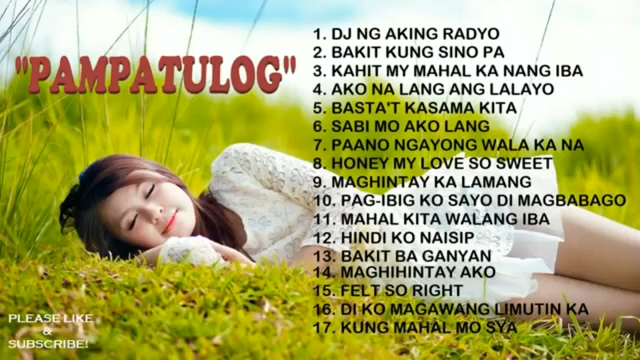 "PAMPATULOG"
1. DJ NG AKING RADYO
2. BAKIT KUNG SINO PA
3. KAHIT MY MAHAL KA NANG IBA
4. AKO NA LANG ANG LALAYO
5. BASTA'T KASAMA KITA
6. SABI MO AKO LANG
7. PAANO NGAYONG WALA KA NA
8. HONEY MY LOVE SO SWEET
9. MAGHINTAY KA LAMANG
10. PAG-IBIG KO SAYO DI MAGBABAGO
11. MAHAL KITA WALANG IBA
12. HINDI KO NAISIP
13. BAKIT BA GANYAN
14. MAGHIHINTAY AKO
15. FELT SO RIGHT
16. DI KO MAGAWANG LIMUTIN KA
17. KUNG MAHAL MO SYA
PLEASE LIKE
&
SUBSCRIBE!